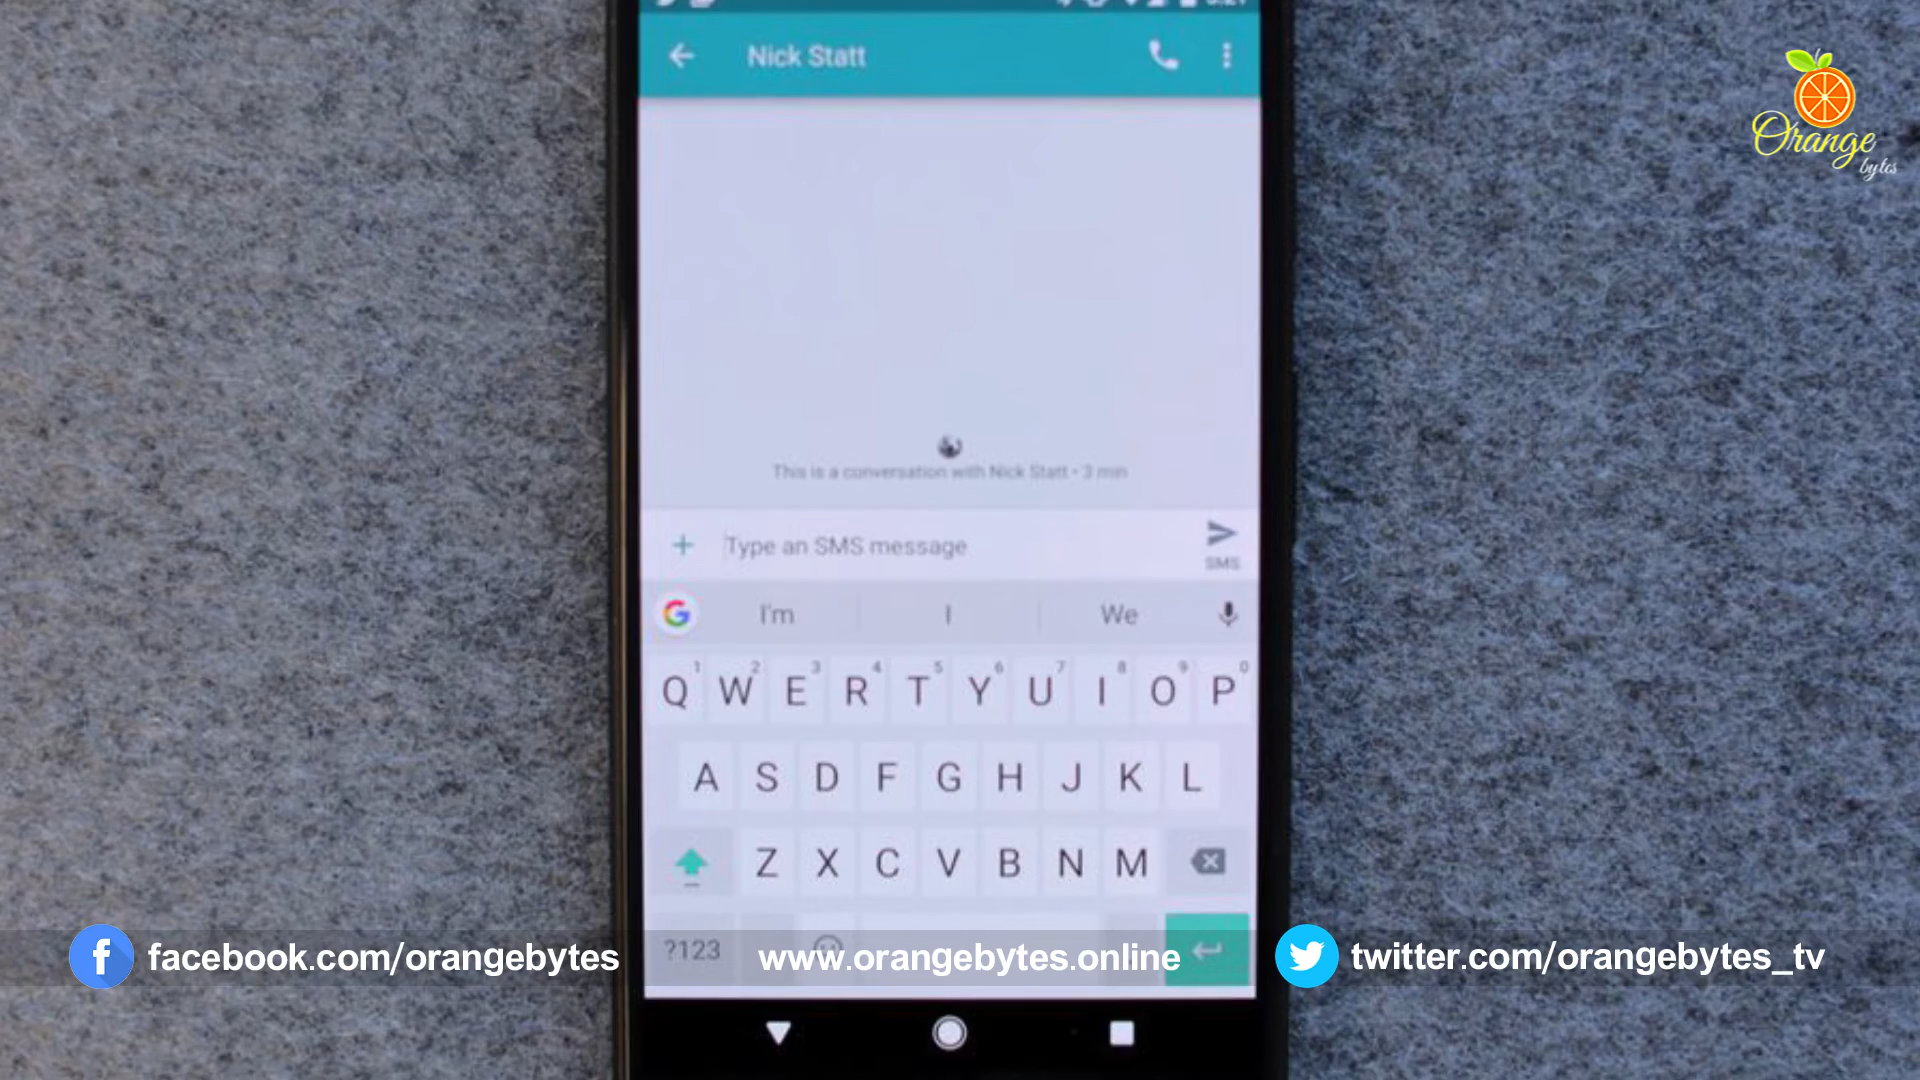 Nick Statt
Orange
bytes
This is a conversation with Nick Statt • 3 min
Type an SMS message
SMS
I'm I We
1 2 3 4 5 6 7 8 9 0
Q W E R T Y U I O P
A S D F G H J K L
Z X C V B N M
?123
facebook.com/orangebytes www.orangebytes.online twitter.com/orangebytes_tv